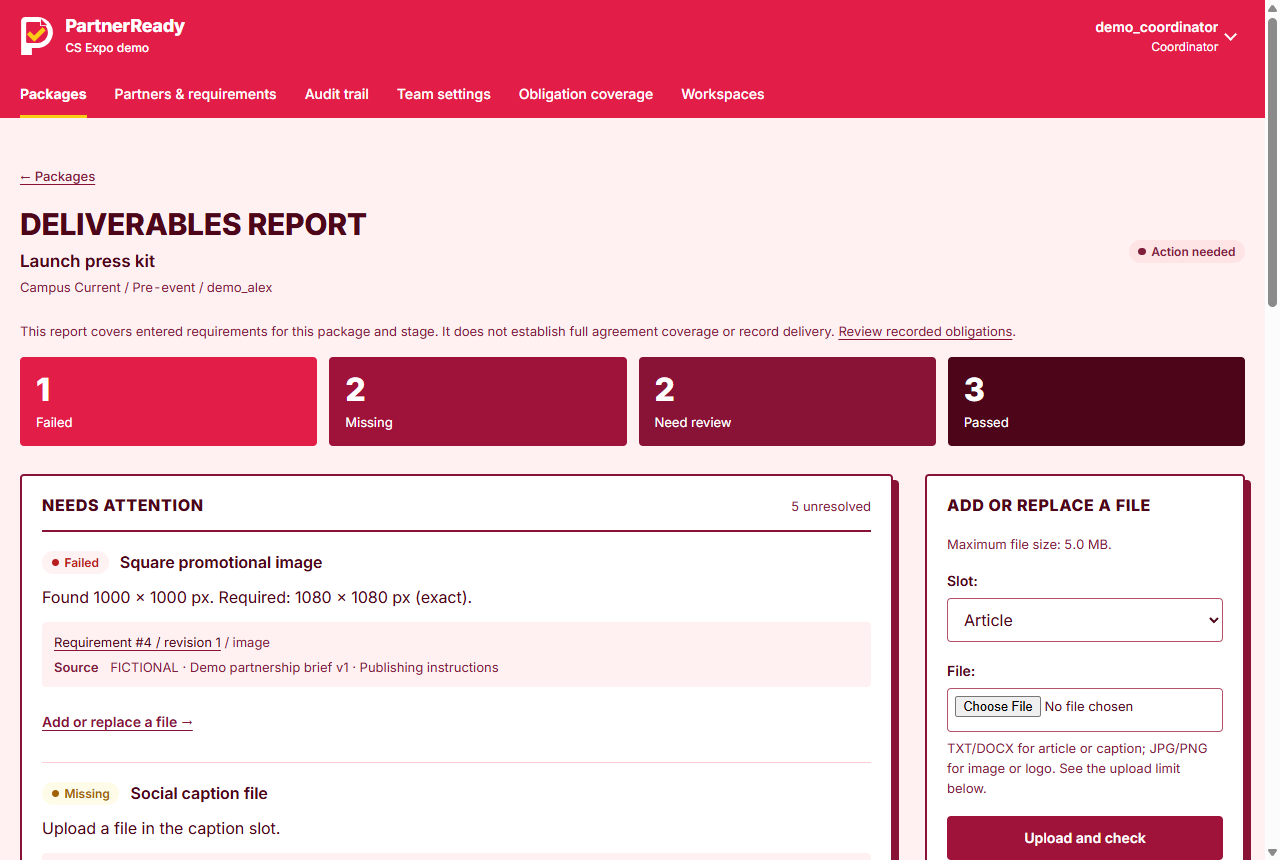 PartnerReady
CS Expo demo
demo_coordinator
Coordinator
Packages
Partners & requirements
Audit trail
Team settings
Obligation coverage
Workspaces
← Packages
DELIVERABLES REPORT
Launch press kit
Campus Current / Pre-event / demo_alex
Action needed
This report covers entered requirements for this package and stage. It does not establish full agreement coverage or record delivery. Review recorded obligations.
1
Failed
2
Missing
2
Need review
3
Passed
NEEDS ATTENTION
5 unresolved
Failed
Square promotional image
Found 1000 × 1000 px. Required: 1080 × 1080 px (exact).
Requirement #4 / revision 1 / image
Source FICTIONAL · Demo partnership brief v1 · Publishing instructions
Add or replace a file →
Missing
Social caption file
Upload a file in the caption slot.
ADD OR REPLACE A FILE
Maximum file size: 5.0 MB.
Slot:
Article
File:
Choose File No file chosen
TXT/DOCX for article or caption; JPG/PNG
for image or logo. See the upload limit
below.
Upload and check